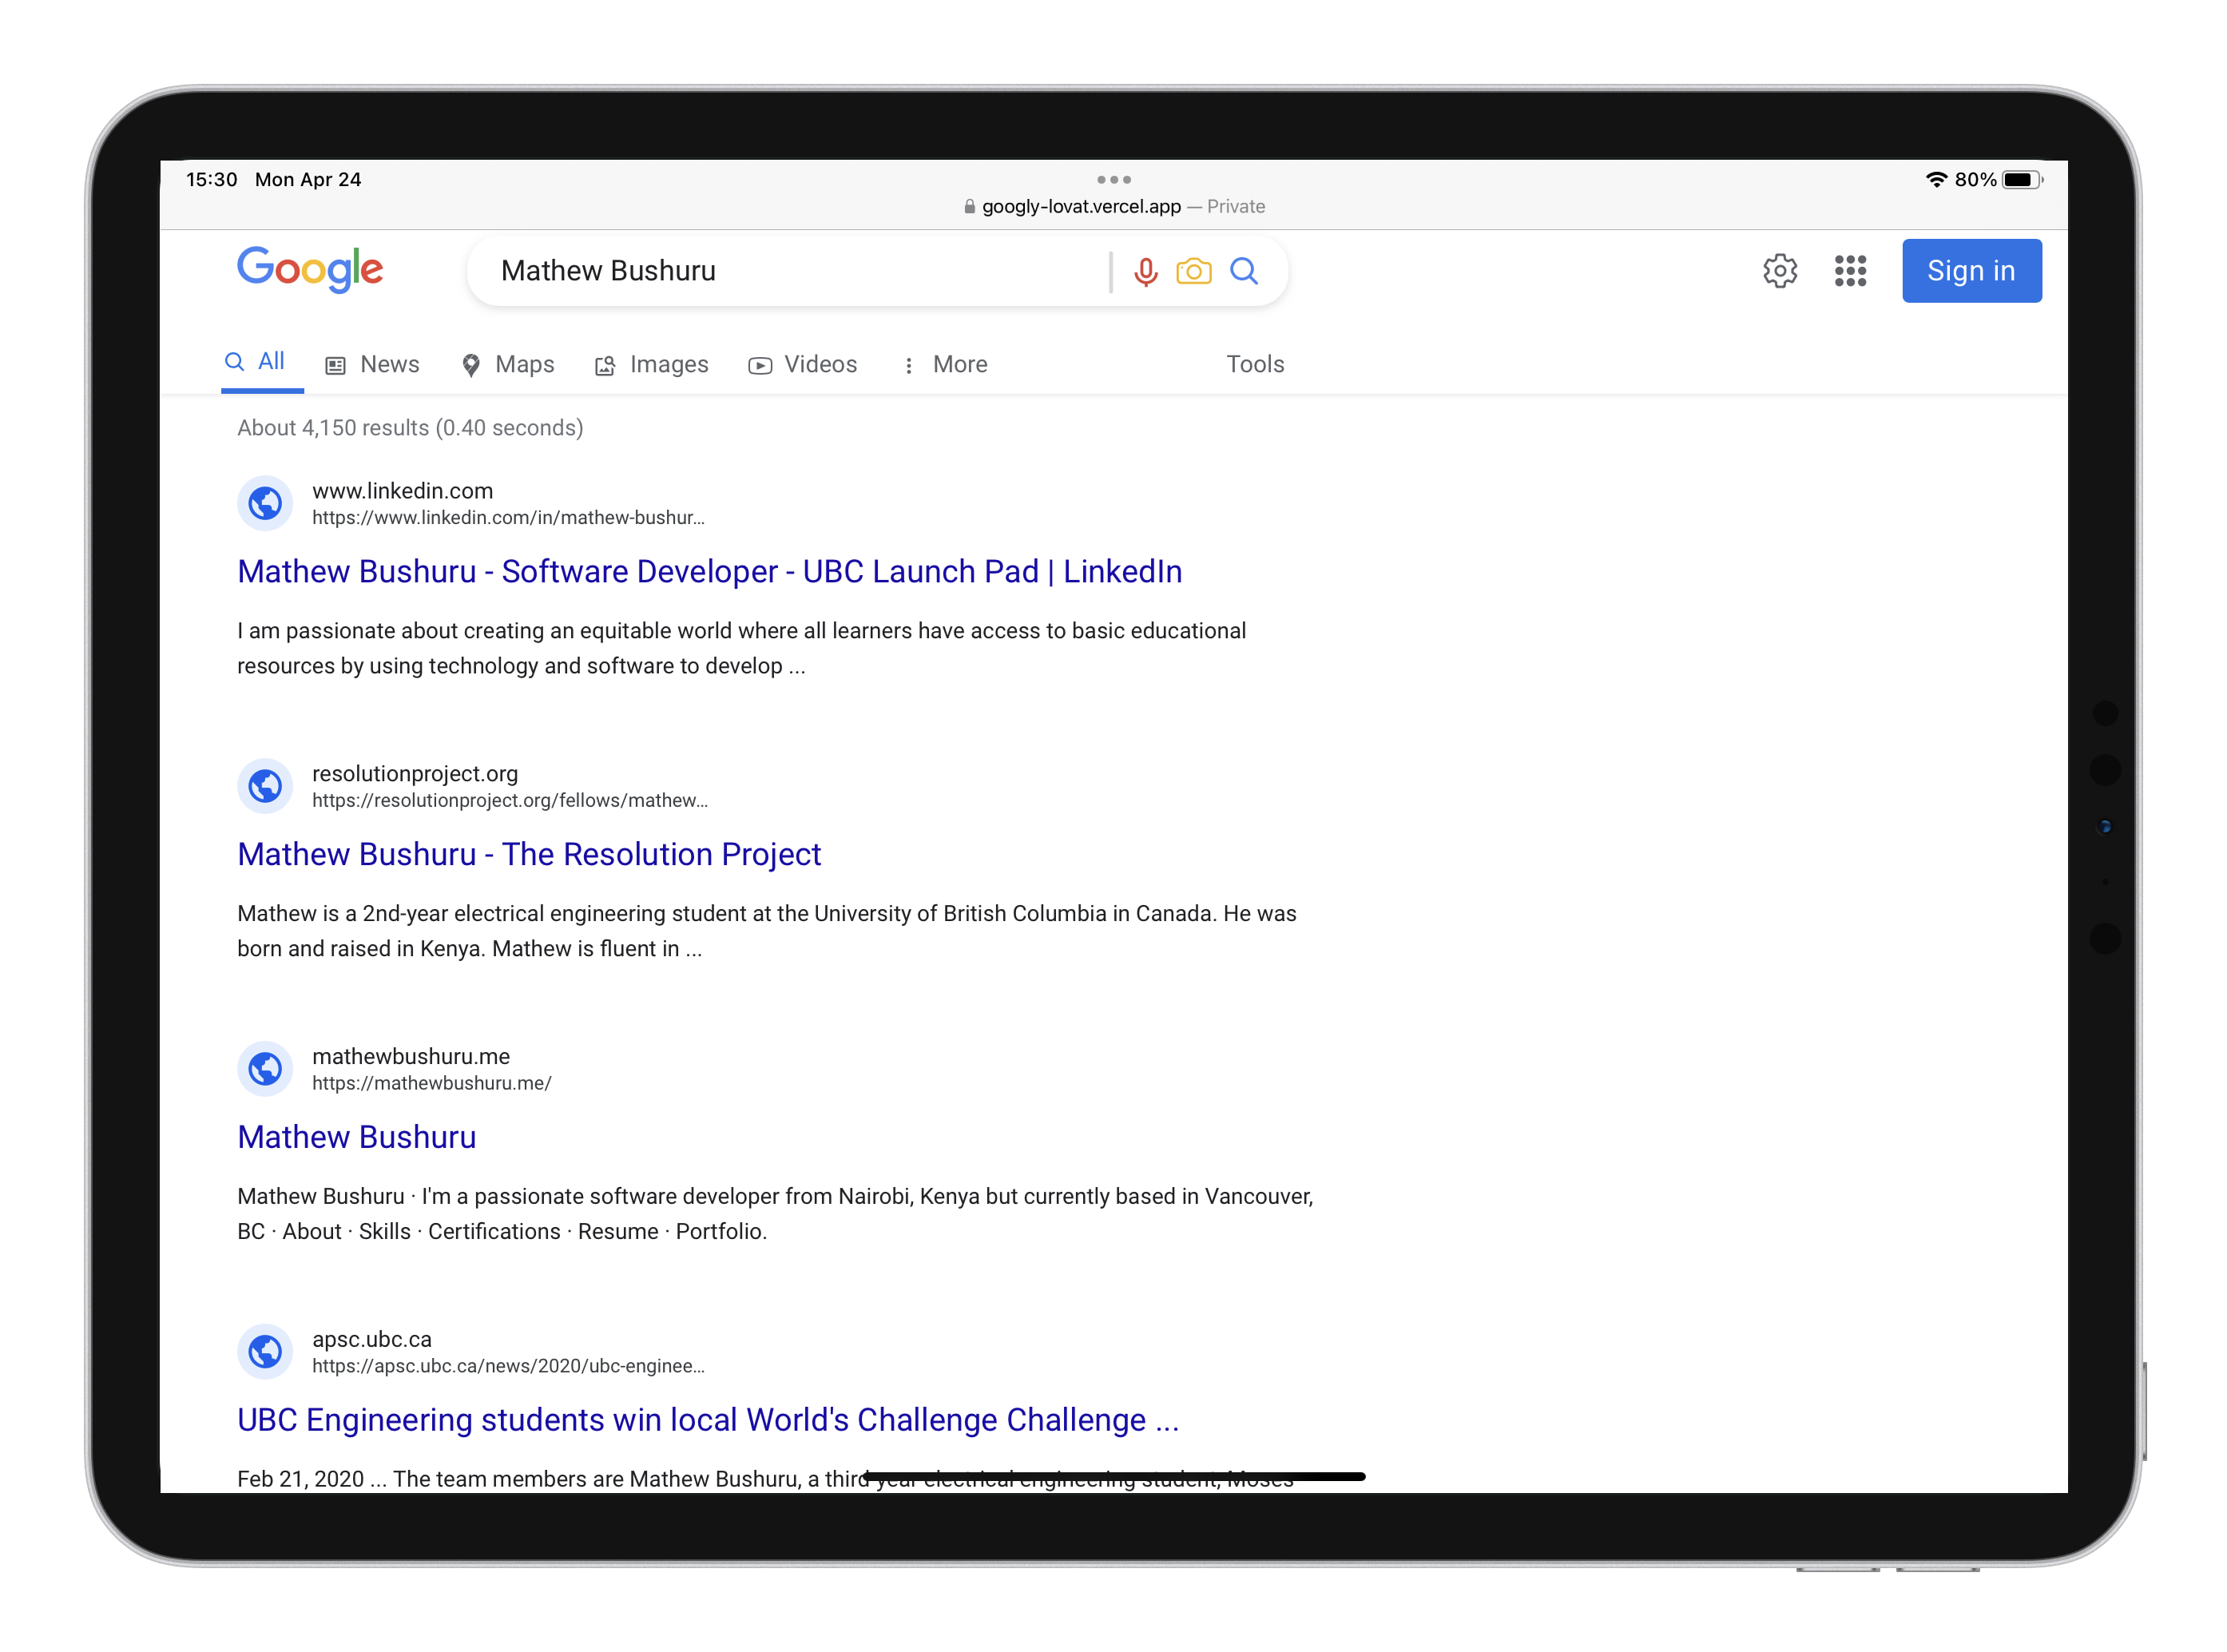 15:30 Mon Apr 24
80%
googly-lovat.vercel.app — Private
Google
Mathew Bushuru
Sign in
All News Maps Images Videos More Tools
About 4,150 results (0.40 seconds)
www.linkedin.com
https://www.linkedin.com/in/mathew-bushur...
Mathew Bushuru - Software Developer - UBC Launch Pad | LinkedIn
I am passionate about creating an equitable world where all learners have access to basic educational
resources by using technology and software to develop ...
resolutionproject.org
https://resolutionproject.org/fellows/mathew...
Mathew Bushuru - The Resolution Project
Mathew is a 2nd-year electrical engineering student at the University of British Columbia in Canada. He was
born and raised in Kenya. Mathew is fluent in ...
mathewbushuru.me
https://mathewbushuru.me/
Mathew Bushuru
Mathew Bushuru · I'm a passionate software developer from Nairobi, Kenya but currently based in Vancouver,
BC · About · Skills · Certifications · Resume · Portfolio.
apsc.ubc.ca
https://apsc.ubc.ca/news/2020/ubc-enginee...
UBC Engineering students win local World's Challenge Challenge ...
Feb 21, 2020 ... The team members are Mathew Bushuru, a third year electrical engineering student, Moses